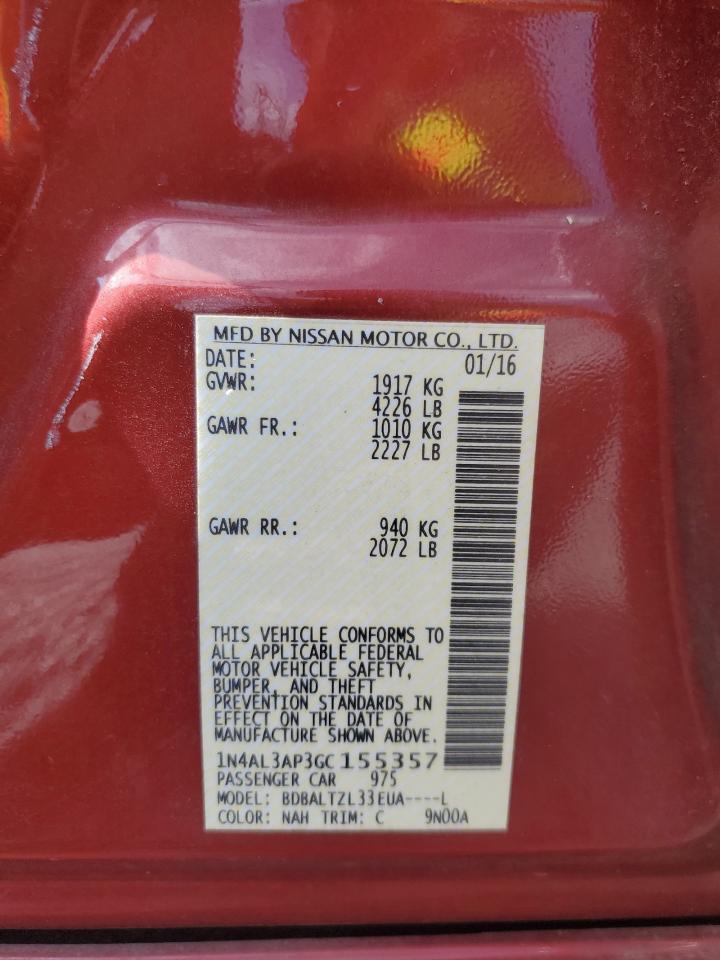 MFD BY NISSAN MOTOR CO., LTD.
DATE: 01/16
GVWR: 1917 KG
4226 LB
GAWR FR.: 1010 KG
2227 LB
GAWR RR.: 940 KG
2072 LB
THIS VEHICLE CONFORMS TO
ALL APPLICABLE FEDERAL
MOTOR VEHICLE SAFETY,
BUMPER, AND THEFT
PREVENTION STANDARDS IN
EFFECT ON THE DATE OF
MANUFACTURE SHOWN ABOVE.
1N4AL3AP3GC155357
PASSENGER CAR 975
MODEL: BDBALTZL33EUA----L
COLOR: NAH TRIM: C 9N00A